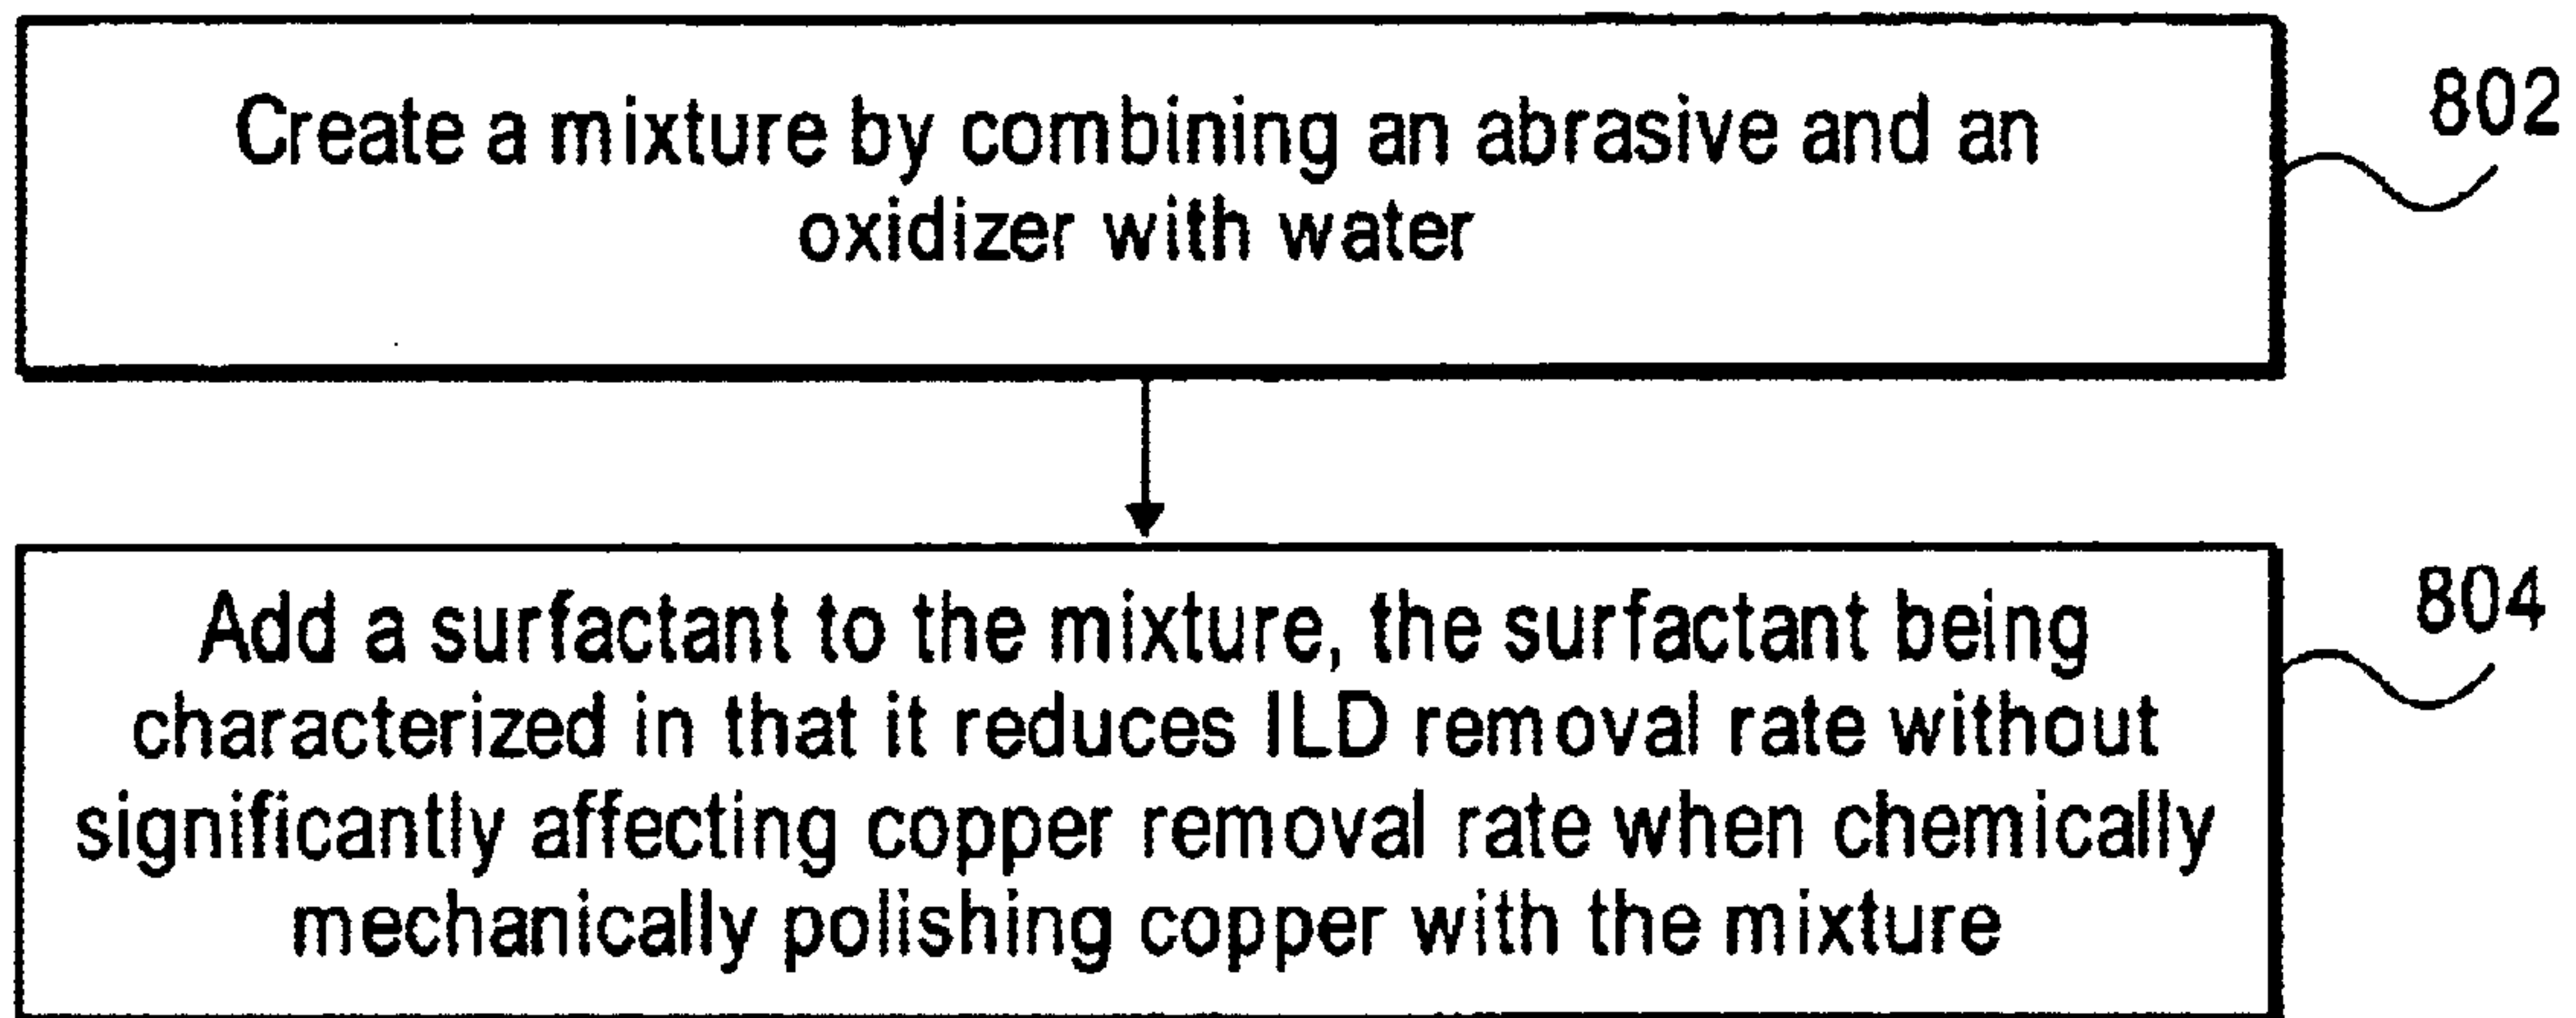 Create a mixture by combining an abrasive and an
oxidizer with water
802
Add a surfactant to the mixture, the surfactant being
characterized in that it reduces ILD removal rate without
significantly affecting copper removal rate when chemically
mechanically polishing copper with the mixture
804